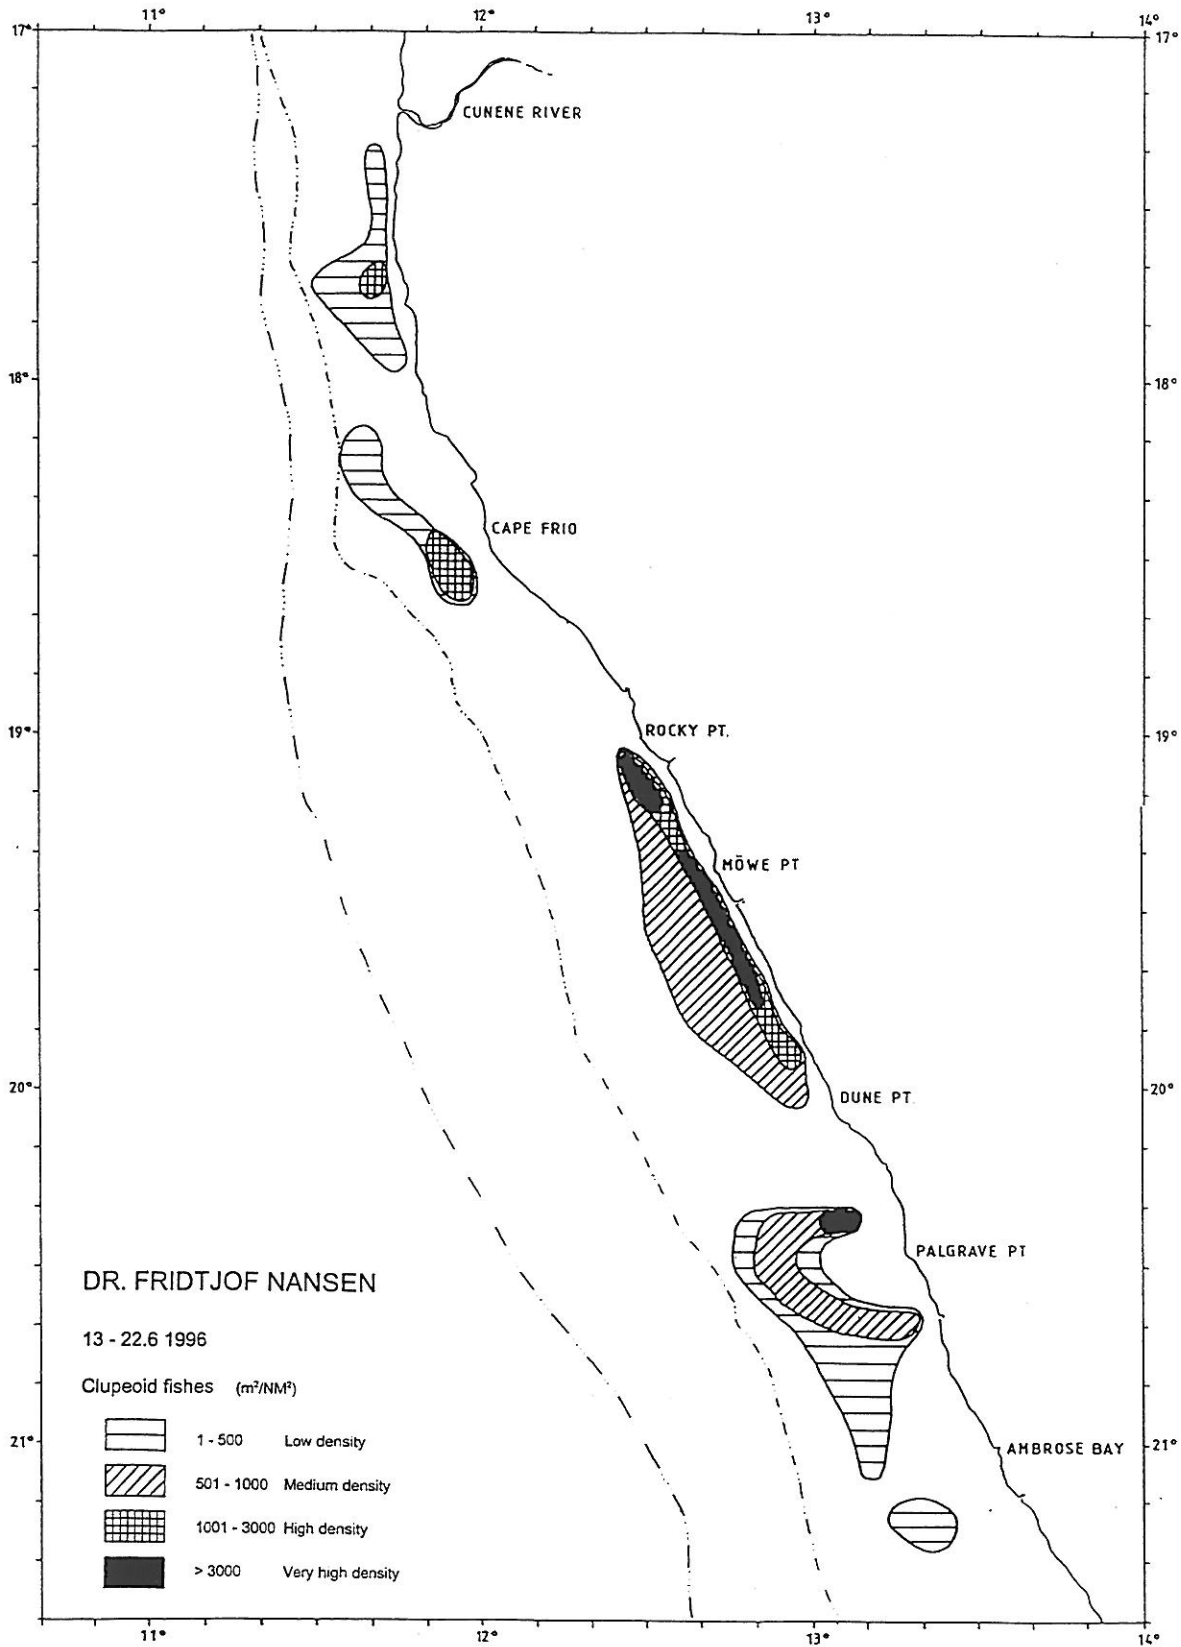 11° 12° 13° 14°
17° 17°
CUNENE RIVER
18° 18°
CAPE FRIO
19° ROCKY PT. 19°
MÖWE PT
20° 20°
DUNE PT.
PALGRAVE PT
DR. FRIDTJOF NANSEN
13 - 22.6 1996
Clupeoid fishes (m²/NM²)
1 - 500 Low density
21° AMBROSE BAY 21°
501 - 1000 Medium density
1001 - 3000 High density
> 3000 Very high density
11° 12° 13° 14°